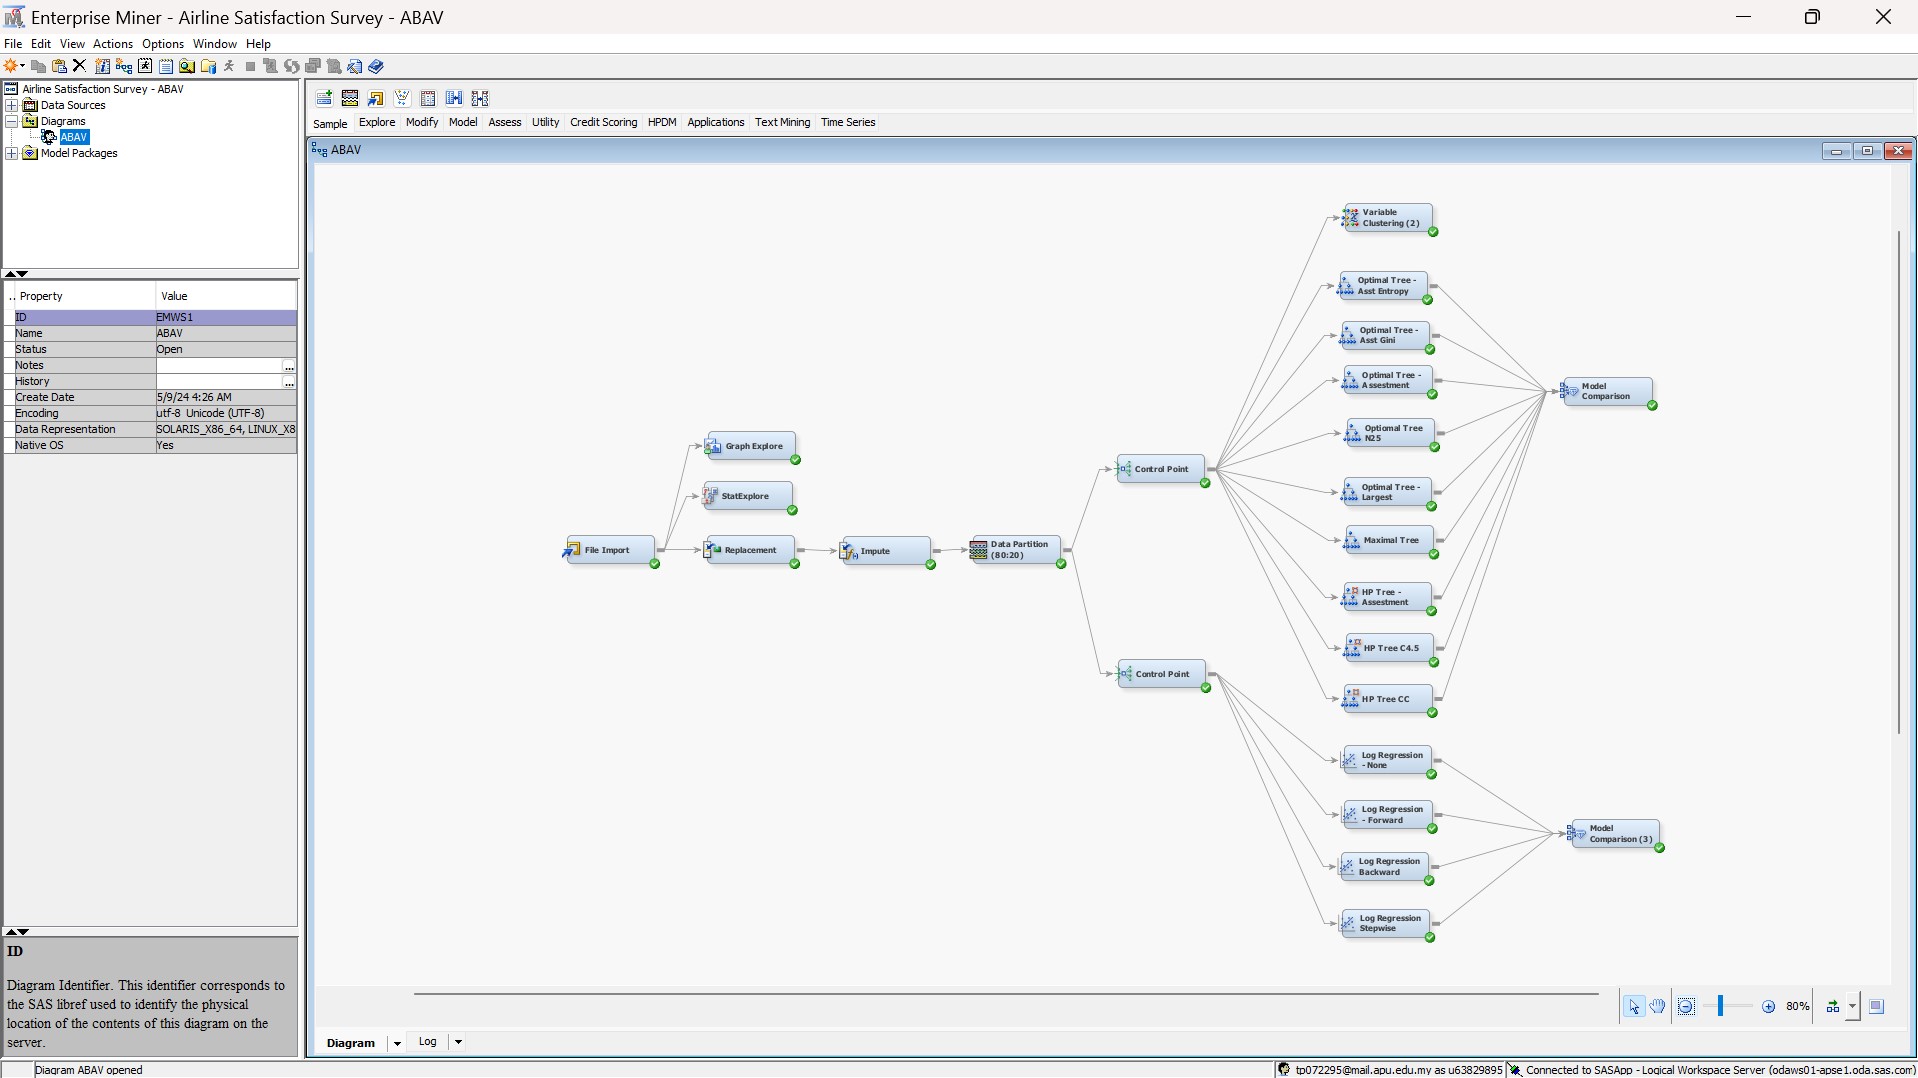 Enterprise Miner - Airline Satisfaction Survey - ABAV
File Edit View Actions Options Window Help
Airline Satisfaction Survey - ABAV
Data Sources
Diagrams
ABAV
Model Packages
Sample Explore Modify Model Assess Utility Credit Scoring HPDM Applications Text Mining Time Series
ABAV
.. Property Value
ID EMWS1
Name ABAV
Status Open
Notes ...
History ...
Create Date 5/9/24 4:26 AM
Encoding utf-8 Unicode (UTF-8)
Data Representation SOLARIS_X86_64, LINUX_X8
Native OS Yes
ID
Diagram Identifier. This identifier corresponds to
the SAS libref used to identify the physical
location of the contents of this diagram on the
server.
Graph Explore
StatExplore
File Import
Replacement
Impute
Data Partition
(80:20)
Control Point
Control Point
Variable
Clustering (2)
Optimal Tree -
Asst Entropy
Optimal Tree -
Asst Gini
Optimal Tree -
Assestment
Optional Tree
N25
Optimal Tree -
Largest
Maximal Tree
HP Tree -
Assestment
HP Tree C4.5
HP Tree CC
Log Regression
- None
Log Regression
- Forward
Log Regression
Backward
Log Regression
Stepwise
Model
Comparison
Model
Comparison (3)
80%
Diagram Log
Diagram ABAV opened
tp072295@mail.apu.edu.my as u63829895
Connected to SASApp - Logical Workspace Server (odaws01-apse1.oda.sas.com)